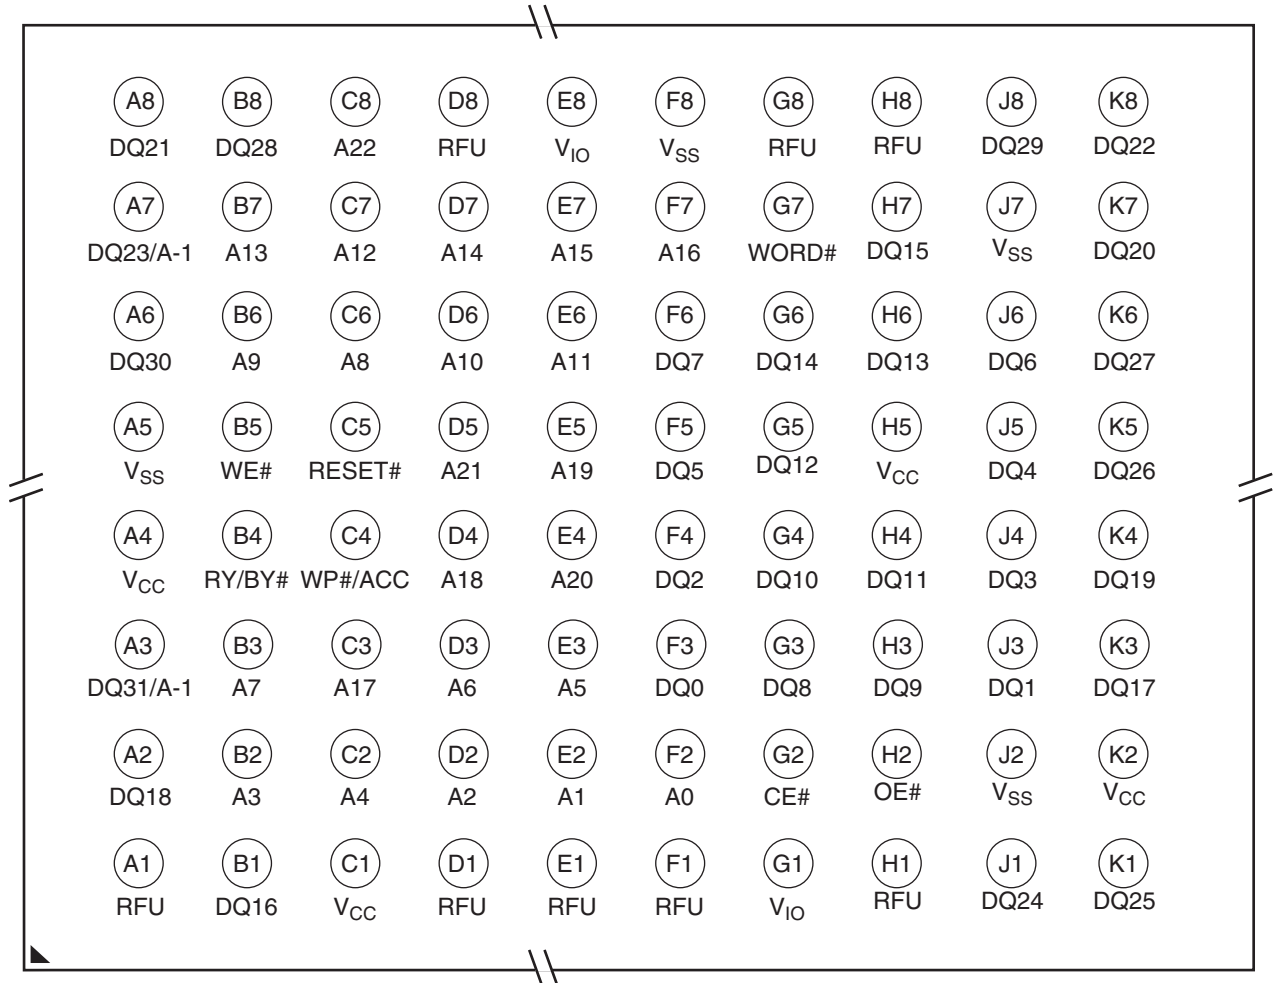 A8 B8 C8 D8 E8 F8 G8 H8 J8 K8
DQ21 DQ28 A22 RFU VIO VSS RFU RFU DQ29 DQ22
A7 B7 C7 D7 E7 F7 G7 H7 J7 K7
DQ23/A-1 A13 A12 A14 A15 A16 WORD# DQ15 VSS DQ20
A6 B6 C6 D6 E6 F6 G6 H6 J6 K6
DQ30 A9 A8 A10 A11 DQ7 DQ14 DQ13 DQ6 DQ27
A5 B5 C5 D5 E5 F5 G5 H5 J5 K5
VSS WE# RESET# A21 A19 DQ5 DQ12 VCC DQ4 DQ26
A4 B4 C4 D4 E4 F4 G4 H4 J4 K4
VCC RY/BY# WP#/ACC A18 A20 DQ2 DQ10 DQ11 DQ3 DQ19
A3 B3 C3 D3 E3 F3 G3 H3 J3 K3
DQ31/A-1 A7 A17 A6 A5 DQ0 DQ8 DQ9 DQ1 DQ17
A2 B2 C2 D2 E2 F2 G2 H2 J2 K2
DQ18 A3 A4 A2 A1 A0 CE# OE# VSS VCC
A1 B1 C1 D1 E1 F1 G1 H1 J1 K1
RFU DQ16 VCC RFU RFU RFU VIO RFU DQ24 DQ25